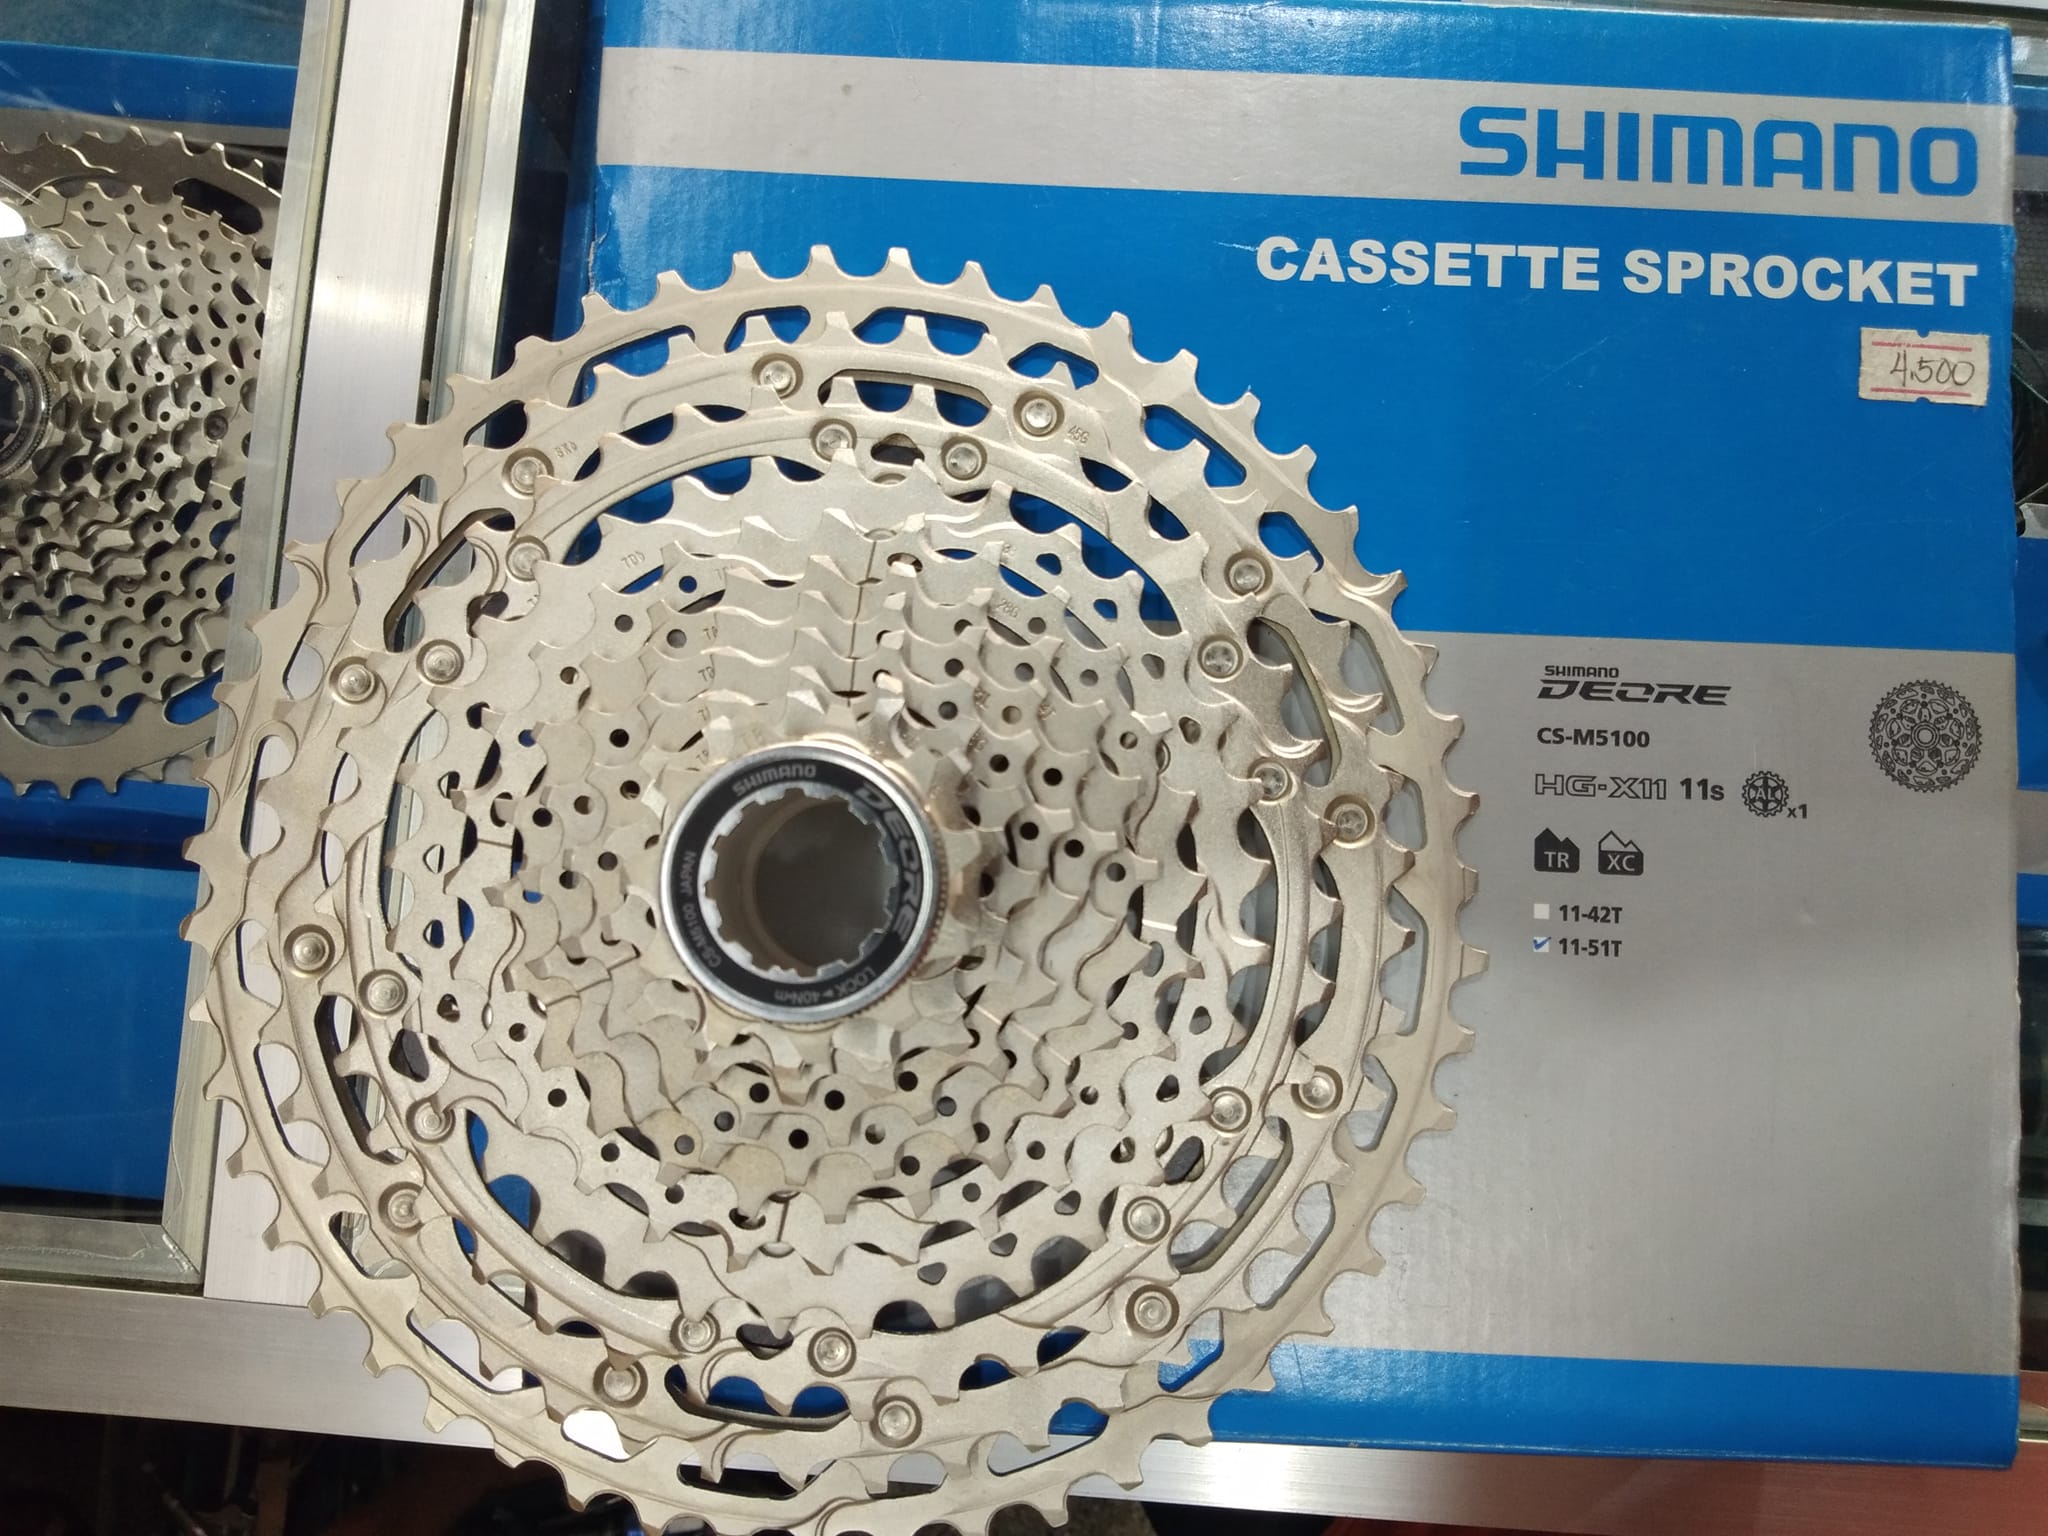 SHIMANO
CASSETTE SPROCKET
4,500
SHIMANO
DEORE
CS-M5100
HG-X11 11s
AL x1
TR
XC
11-42T
11-51T
SHIMANO
DEORE
CS-M5100 JAPAN
LOCK 40N·m
45G
28G